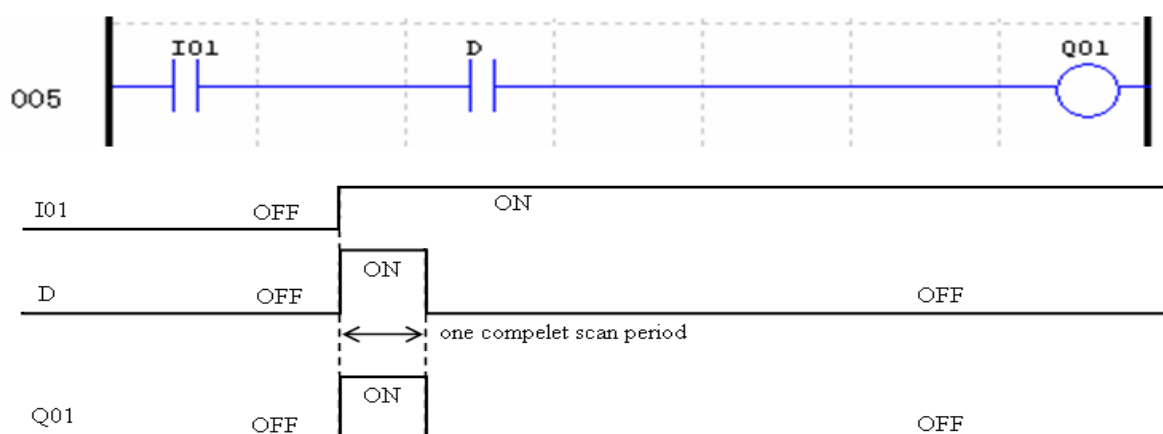 I01 D Q01
005
I01 OFF ON
ON
D OFF OFF
one compelet scan period
ON
Q01 OFF OFF